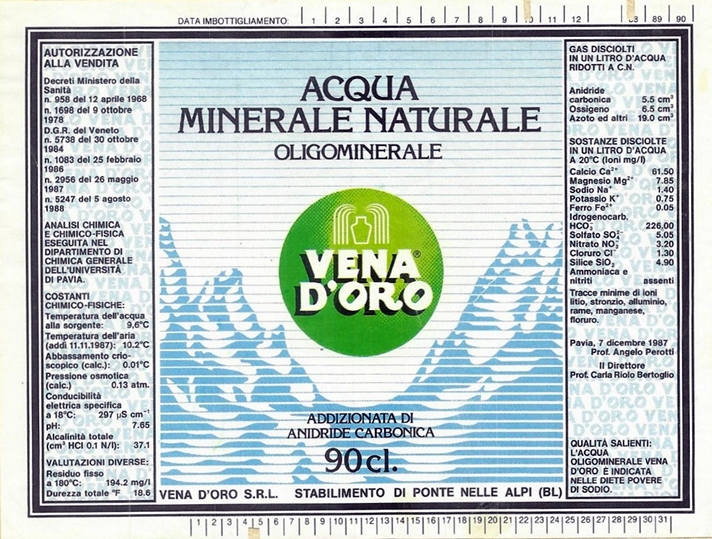 DATA IMBOTTIGLIAMENTO: 1 2 3 4 5 6 7 8 9 10 11 12 88 89 90
AUTORIZZAZIONE
ALLA VENDITA
Decreti Ministero della
Sanità
n. 958 del 12 aprile 1968
n. 1698 del 9 ottobre
1978
D.G.R. del Veneto
n. 5738 del 30 ottobre
1984
n. 1083 del 25 febbraio
1986
n. 2956 del 26 maggio
1987
n. 5247 del 5 agosto
1988
ANALISI CHIMICA
E CHIMICO-FISICA
ESEGUITA NEL
DIPARTIMENTO DI
CHIMICA GENERALE
DELL'UNIVERSITÀ
DI PAVIA.
COSTANTI
CHIMICO-FISICHE:
Temperatura dell'acqua
alla sorgente: 9,6°C
Temperatura dell'aria
(addì 11.11.1987): 10.2°C
Abbassamento crio-
scopico (calc.): 0.01°C
Pressione osmotica
(calc.) 0.13 atm.
Conducibilità
elettrica specifica
a 18°C: 297 µS cm⁻¹
pH: 7.65
Alcalinità totale
(cm³ HCl 0.1 N/l): 37.1
VALUTAZIONI DIVERSE:
Residuo fisso
a 180°C: 194.2 mg/l
Durezza totale °F 18.6
ACQUA
MINERALE NATURALE
OLIGOMINERALE
VENA®
D'ORO
ADDIZIONATA DI
ANIDRIDE CARBONICA
90 cl.
VENA D'ORO S.R.L. STABILIMENTO DI PONTE NELLE ALPI (BL)
GAS DISCIOLTI
IN UN LITRO D'ACQUA
RIDOTTI A C.N.
Anidride
carbonica 5.5 cm³
Ossigeno 6.5 cm³
Azoto ed altri 19.0 cm³
SOSTANZE DISCIOLTE
IN UN LITRO D'ACQUA
A 20°C (Ioni mg/l)
Calcio Ca²⁺ 61.50
Magnesio Mg²⁺ 7.85
Sodio Na⁺ 1.40
Potassio K⁺ 0.75
Ferro Fe²⁺ 0.05
Idrogenocarb.
HCO₃⁻ 226,00
Solfato SO₄²⁻ 5.05
Nitrato NO₃⁻ 3.20
Cloruro Cl⁻ 1.30
Silice SiO₂ 4.90
Ammoniaca e
nitriti assenti
Tracce minime di ioni
litio, stronzio, alluminio,
rame, manganese,
floruro.
Pavia, 7 dicembre 1987
Prof. Angelo Perotti
Il Direttore
Prof. Carla Riolo Bertoglio
QUALITÀ SALIENTI:
L'ACQUA
OLIGOMINERALE VENA
D'ORO È INDICATA
NELLE DIETE POVERE
DI SODIO.
1 2 3 4 5 6 7 8 9 10 11 12 13 14 15 16 17 18 19 20 21 22 23 24 25 26 27 28 29 30 31